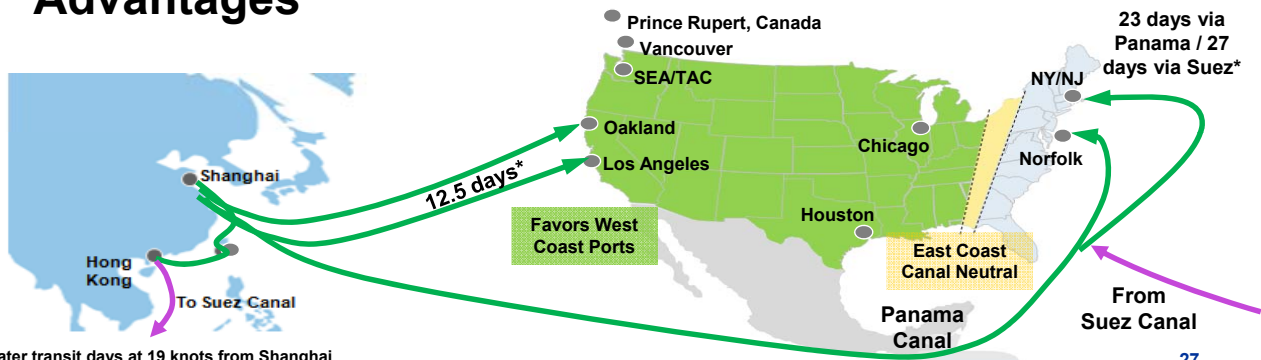 Advantages
Prince Rupert, Canada
Vancouver
SEA/TAC
23 days via
Panama / 27
days via Suez*
NY/NJ
Oakland
Chicago
Los Angeles
Norfolk
Shanghai
12.5 days*
Houston
Favors West
Coast Ports
East Coast
Canal Neutral
Hong
Kong
To Suez Canal
From
Suez Canal
Panama
Canal
ater transit days at 19 knots from Shanghai
27